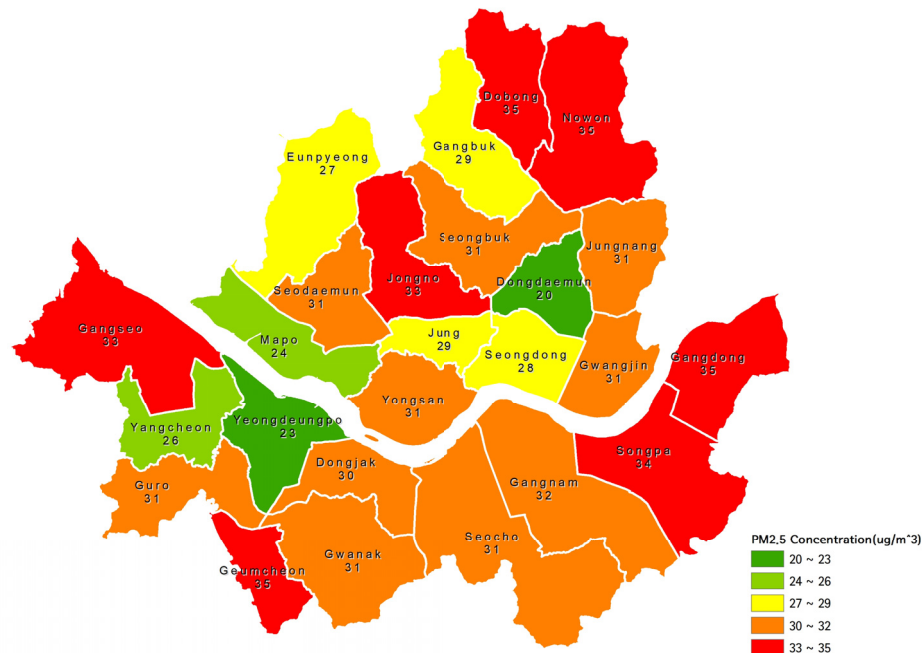 Dobong
35
Nowon
35
Gangbuk
29
Eunpyeong
27
Seongbuk
31
Jungnang
31
Jongno
33
Dongdaemun
20
Seodaemun
31
Gangseo
33
Mapo
24
Jung
29
Seongdong
28
Gwangjin
31
Gangdong
35
Yongsan
31
Yangcheon
26
Yeongdeungpo
23
Songpa
34
Dongjak
30
Guro
31
Gangnam
32
Seocho
31
Gwanak
31
Geumcheon
35
PM2,5 Concentration(ug/m^3)
20 ~ 23
24 ~ 26
27 ~ 29
30 ~ 32
33 ~ 35